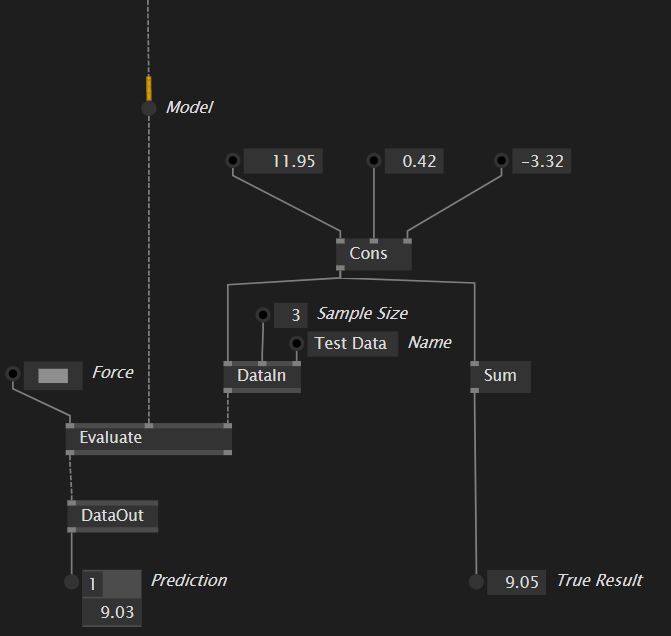 Model
11.95
0.42
-3.32
Cons
3
Sample Size
Test Data
Name
Force
DataIn
Sum
Evaluate
DataOut
1
Prediction
9.03
9.05
True Result